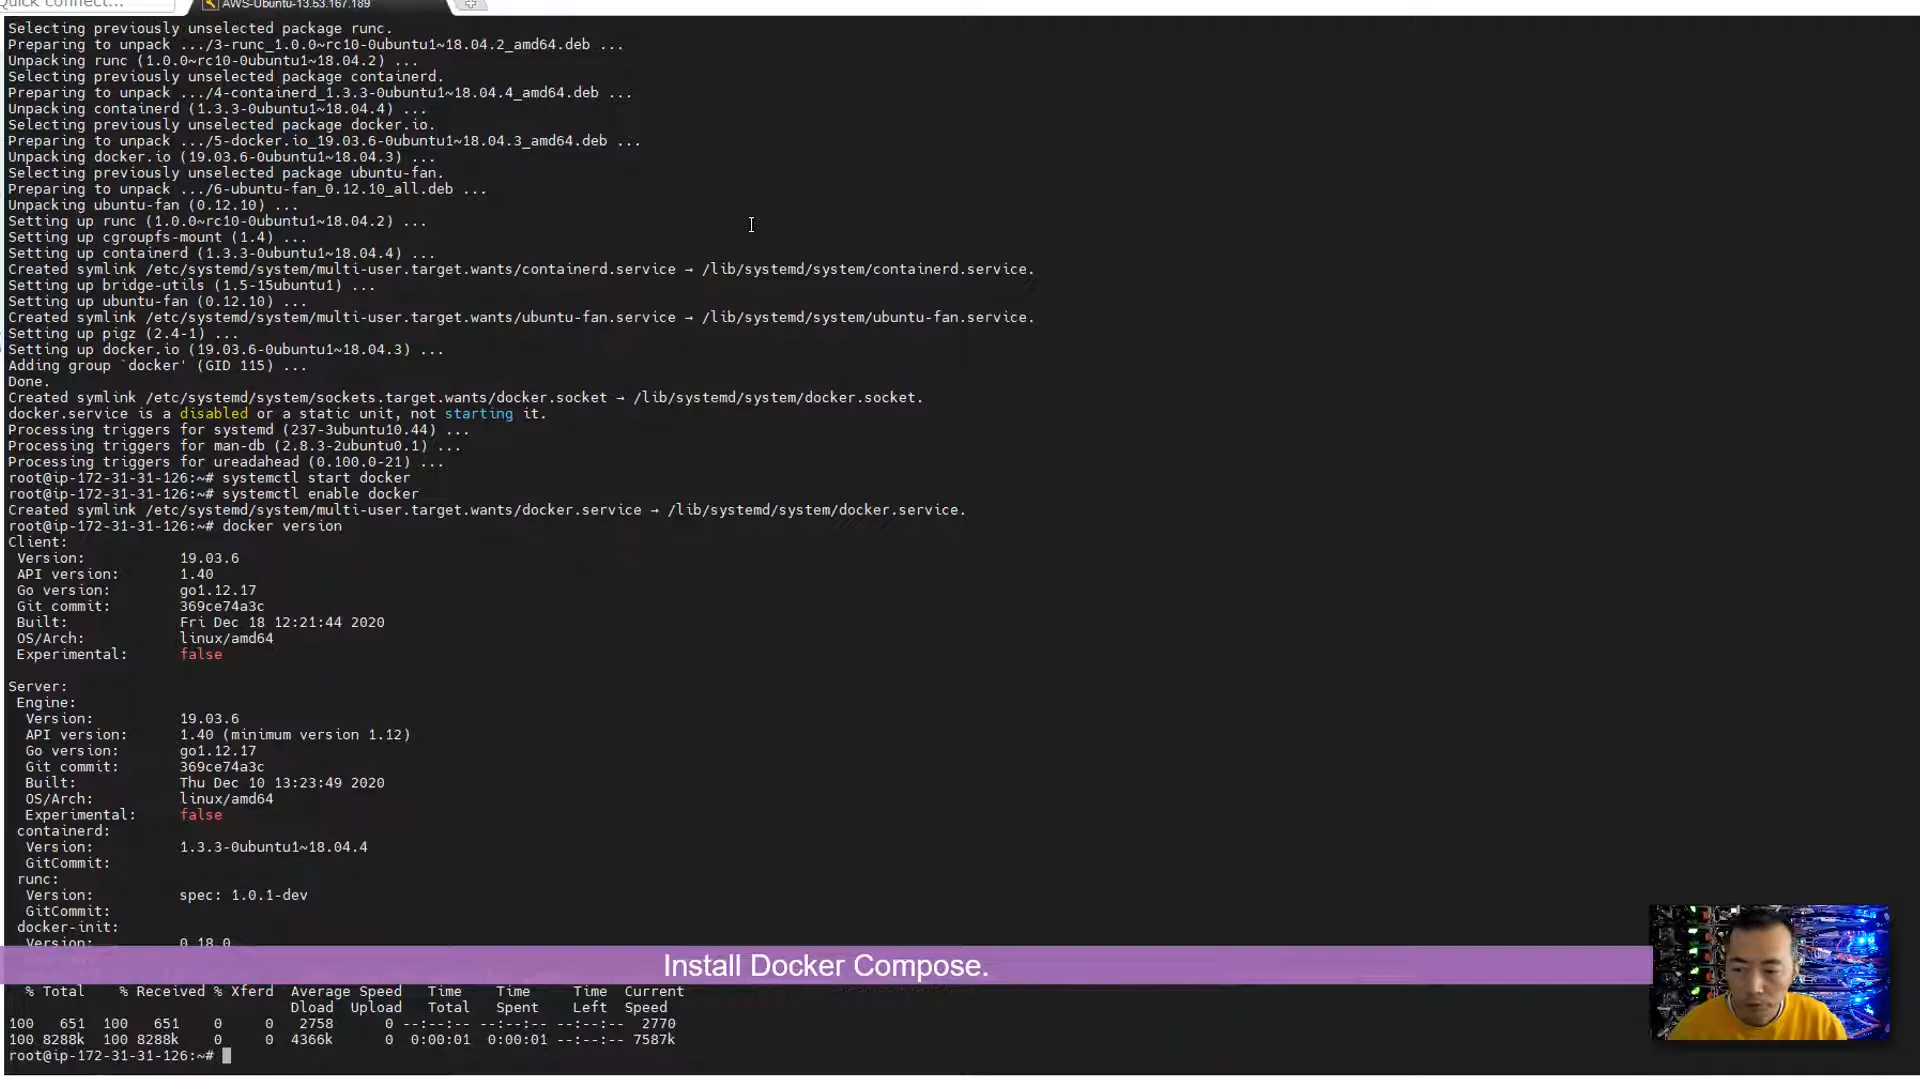 Quick connect...
AWS-Ubuntu-13.53.167.189
Selecting previously unselected package runc.
Preparing to unpack .../3-runc_1.0.0~rc10-0ubuntu1~18.04.2_amd64.deb ...
Unpacking runc (1.0.0~rc10-0ubuntu1~18.04.2) ...
Selecting previously unselected package containerd.
Preparing to unpack .../4-containerd_1.3.3-0ubuntu1~18.04.4_amd64.deb ...
Unpacking containerd (1.3.3-0ubuntu1~18.04.4) ...
Selecting previously unselected package docker.io.
Preparing to unpack .../5-docker.io_19.03.6-0ubuntu1~18.04.3_amd64.deb ...
Unpacking docker.io (19.03.6-0ubuntu1~18.04.3) ...
Selecting previously unselected package ubuntu-fan.
Preparing to unpack .../6-ubuntu-fan_0.12.10_all.deb ...
Unpacking ubuntu-fan (0.12.10) ...
Setting up runc (1.0.0~rc10-0ubuntu1~18.04.2) ...
Setting up cgroupfs-mount (1.4) ...
Setting up containerd (1.3.3-0ubuntu1~18.04.4) ...
Created symlink /etc/systemd/system/multi-user.target.wants/containerd.service → /lib/systemd/system/containerd.service.
Setting up bridge-utils (1.5-15ubuntu1) ...
Setting up ubuntu-fan (0.12.10) ...
Created symlink /etc/systemd/system/multi-user.target.wants/ubuntu-fan.service → /lib/systemd/system/ubuntu-fan.service.
Setting up pigz (2.4-1) ...
Setting up docker.io (19.03.6-0ubuntu1~18.04.3) ...
Adding group `docker' (GID 115) ...
Done.
Created symlink /etc/systemd/system/sockets.target.wants/docker.socket → /lib/systemd/system/docker.socket.
docker.service is a disabled or a static unit, not starting it.
Processing triggers for systemd (237-3ubuntu10.44) ...
Processing triggers for man-db (2.8.3-2ubuntu0.1) ...
Processing triggers for ureadahead (0.100.0-21) ...
root@ip-172-31-31-126:~# systemctl start docker
root@ip-172-31-31-126:~# systemctl enable docker
Created symlink /etc/systemd/system/multi-user.target.wants/docker.service → /lib/systemd/system/docker.service.
root@ip-172-31-31-126:~# docker version
Client:
Version: 19.03.6
API version: 1.40
Go version: go1.12.17
Git commit: 369ce74a3c
Built: Fri Dec 18 12:21:44 2020
OS/Arch: linux/amd64
Experimental: false
Server:
Engine:
Version: 19.03.6
API version: 1.40 (minimum version 1.12)
Go version: go1.12.17
Git commit: 369ce74a3c
Built: Thu Dec 10 13:23:49 2020
OS/Arch: linux/amd64
Experimental: false
containerd:
Version: 1.3.3-0ubuntu1~18.04.4
GitCommit:
runc:
Version: spec: 1.0.1-dev
GitCommit:
docker-init:
Version: 0.18.0
Install Docker Compose.
% Total % Received % Xferd Average Speed Time Time Time Current
Dload Upload Total Spent Left Speed
100 651 100 651 0 0 2758 0 --:--:-- --:--:-- --:--:-- 2770
100 8288k 100 8288k 0 0 4366k 0 0:00:01 0:00:01 --:--:-- 7587k
root@ip-172-31-31-126:~#